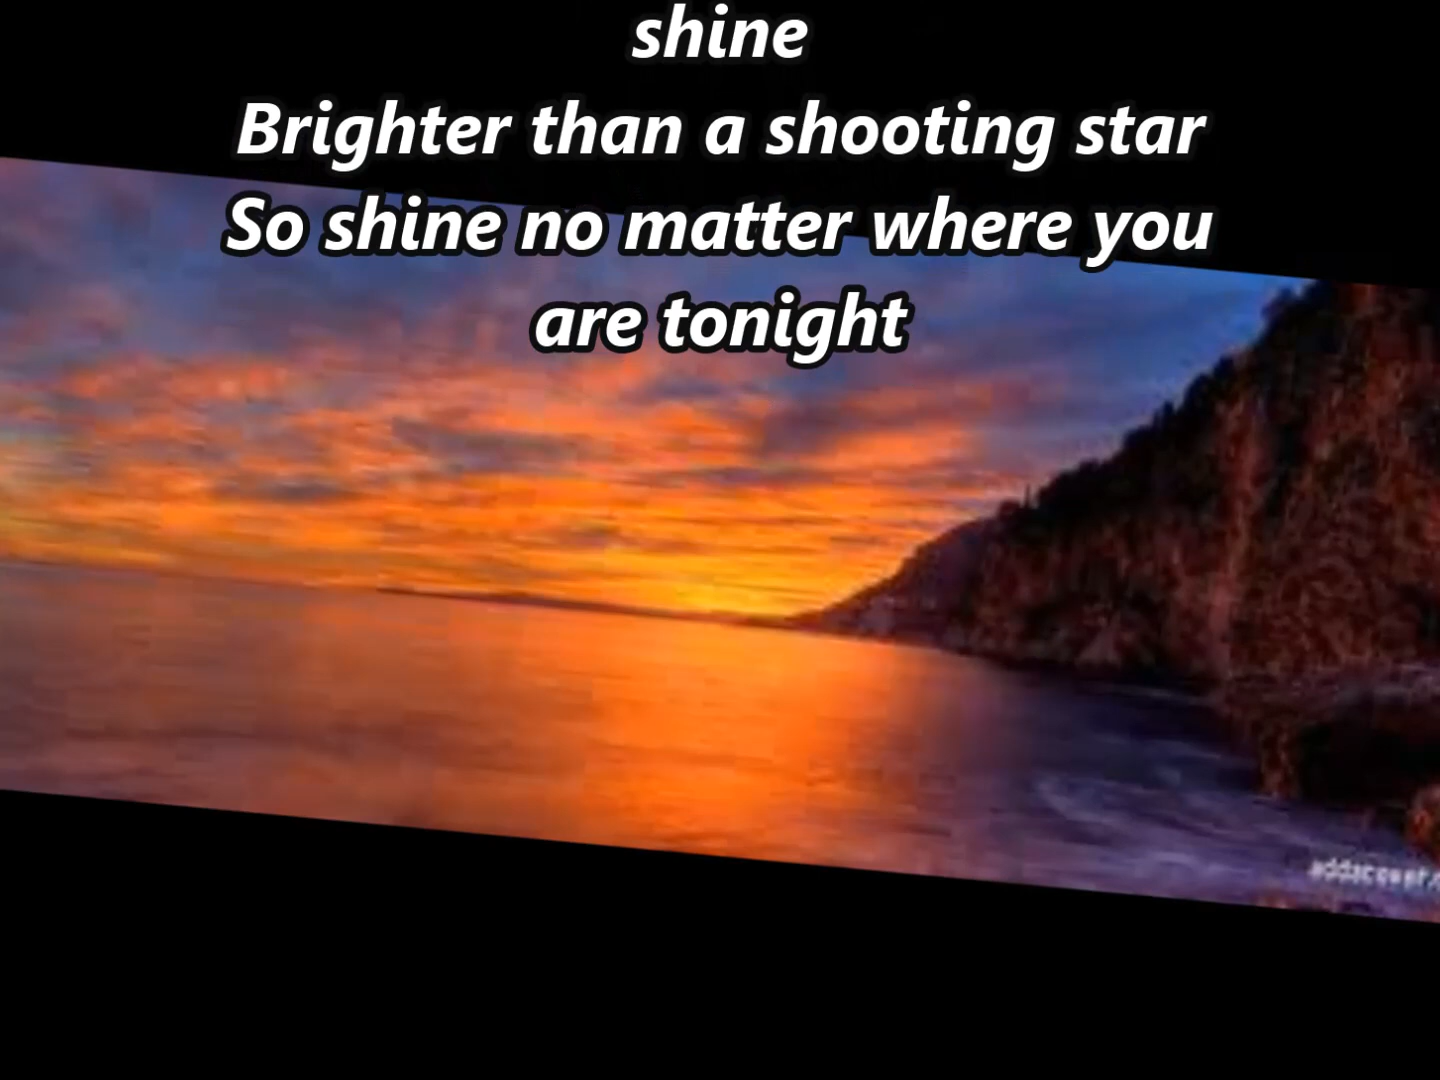 shine
Brighter than a shooting star
So shine no matter where you
are tonight